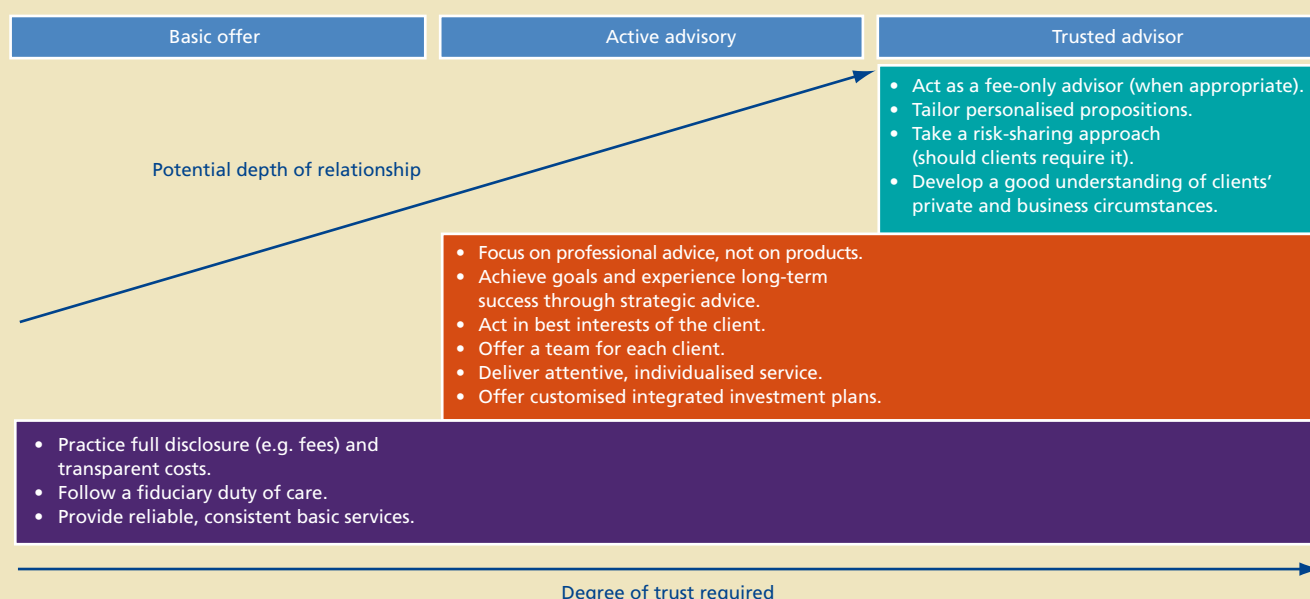 Basic offer
Active advisory
Trusted advisor
• Act as a fee-only advisor (when appropriate).
• Tailor personalised propositions.
• Take a risk-sharing approach
(should clients require it).
• Develop a good understanding of clients’
private and business circumstances.
Potential depth of relationship
• Focus on professional advice, not on products.
• Achieve goals and experience long-term
success through strategic advice.
• Act in best interests of the client.
• Offer a team for each client.
• Deliver attentive, individualised service.
• Offer customised integrated investment plans.
• Practice full disclosure (e.g. fees) and
transparent costs.
• Follow a fiduciary duty of care.
• Provide reliable, consistent basic services.
Degree of trust required